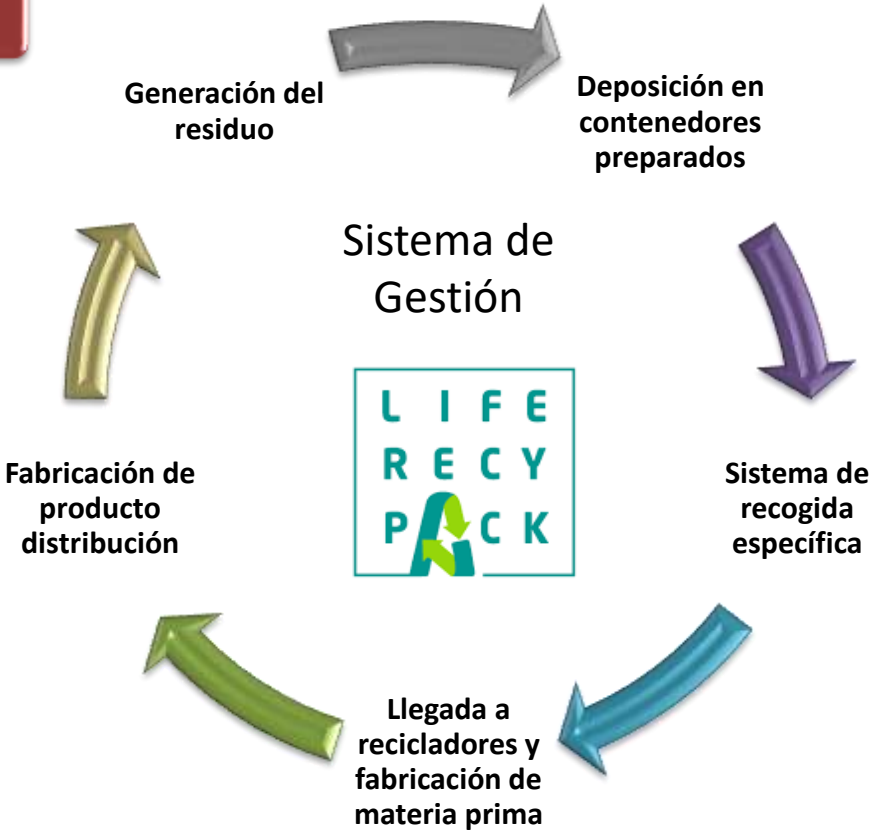 Generación del
residuo
Deposición en
contenedores
preparados
Sistema de
Gestión
L I F E
R E C Y
P A C K
Fabricación de
producto
distribución
Sistema de
recogida
específica
Llegada a
recicladores y
fabricación de
materia prima